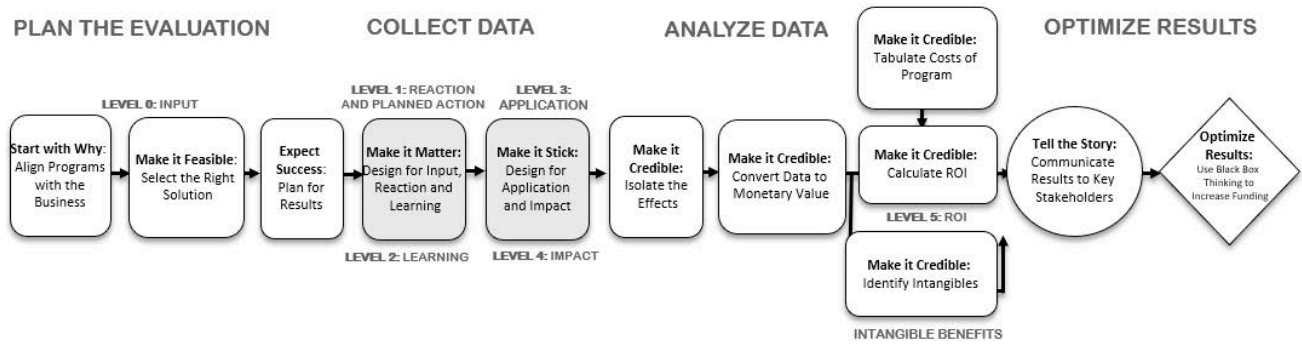 PLAN THE EVALUATION
COLLECT DATA
ANALYZE DATA
OPTIMIZE RESULTS
LEVEL 0: INPUT
Start with Why:
Align Programs
with the
Business
Make it Feasible:
Select the Right
Solution
Expect
Success:
Plan for
Results
LEVEL 1: REACTION
AND PLANNED ACTION
Make it Matter:
Design for Input,
Reaction and
Learning
LEVEL 2: LEARNING
LEVEL 3:
APPLICATION
Make it Stick:
Design for
Application
and Impact
LEVEL 4: IMPACT
Make it
Credible:
Isolate the
Effects
Make it Credible:
Convert Data to
Monetary Value
Make it Credible:
Tabulate Costs of
Program
Make it Credible:
Calculate ROI
LEVEL 5: ROI
Make it Credible:
Identify Intangibles
INTANGIBLE BENEFITS
Tell the Story:
Communicate
Results to Key
Stakeholders
Optimize
Results:
Use Black Box
Thinking to
Increase Funding